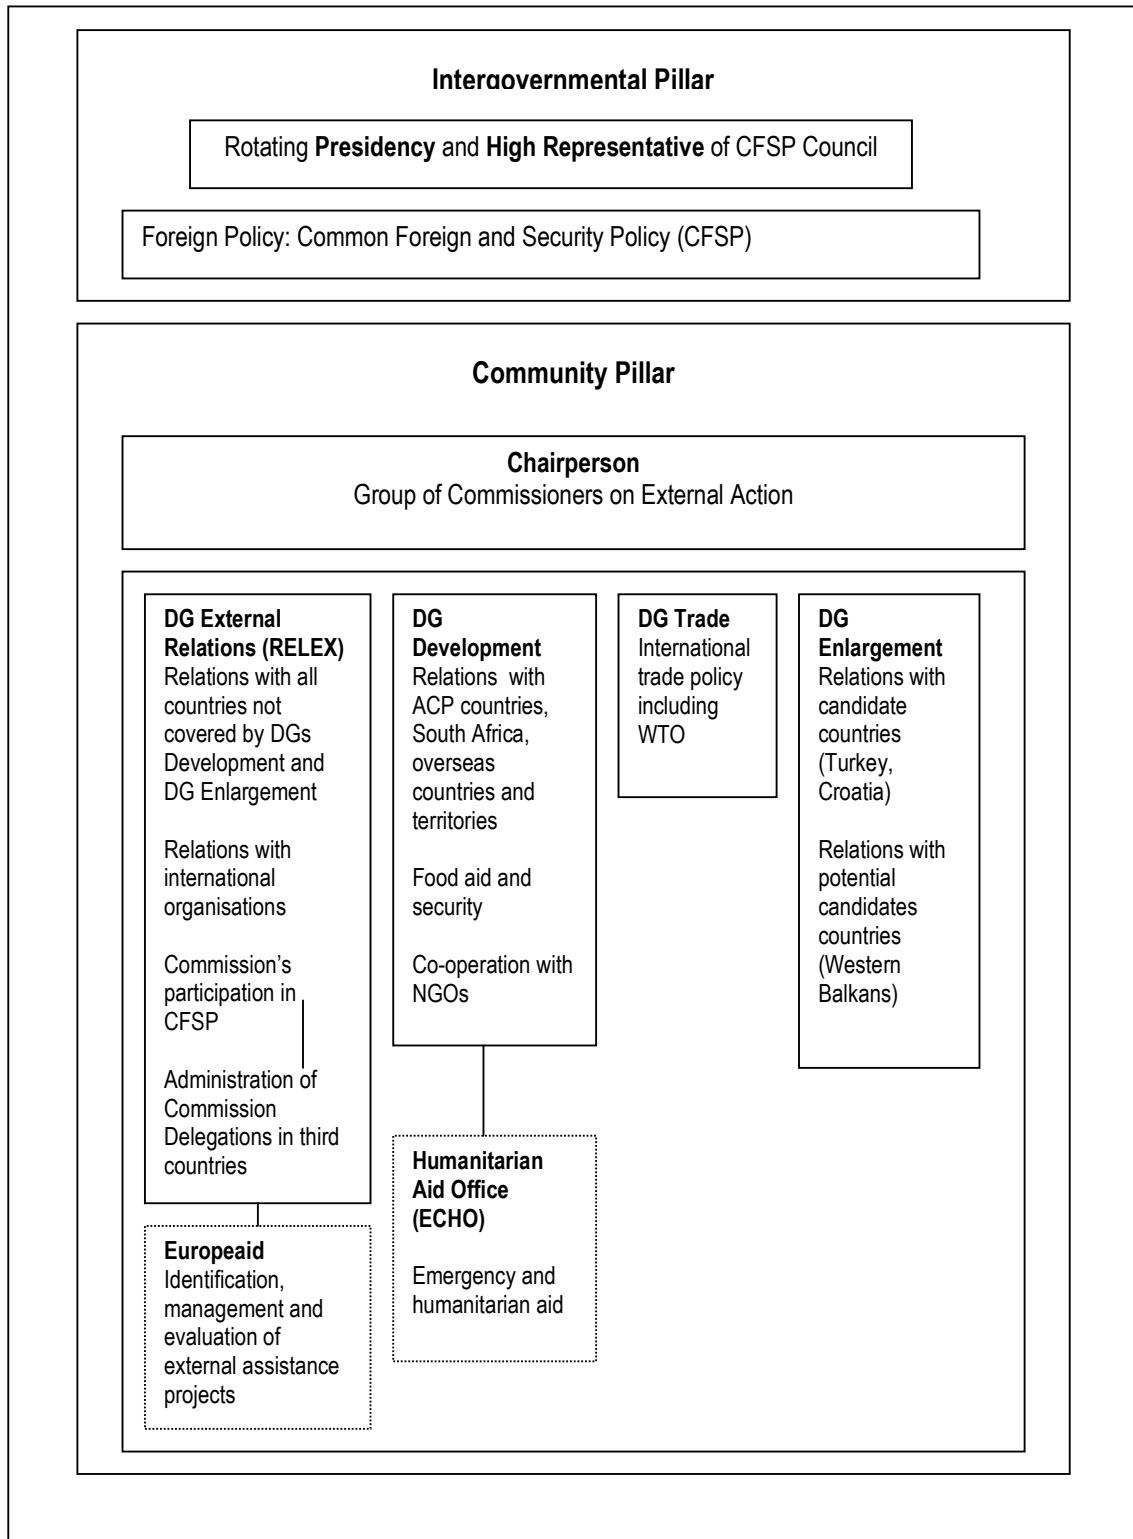 Intergovernmental Pillar
Rotating Presidency and High Representative of CFSP Council
Foreign Policy: Common Foreign and Security Policy (CFSP)
Community Pillar
Chairperson
Group of Commissioners on External Action
DG External
Relations (RELEX)
Relations with all
countries not
covered by DGs
Development and
DG Enlargement
Relations with
international
organisations
Commission's
participation in
CFSP
Administration of
Commission
Delegations in third
countries
Europeaid
Identification,
management and
evaluation of
external assistance
projects
DG
Development
Relations with
ACP countries,
South Africa,
overseas
countries and
territories
Food aid and
security
Co-operation with
NGOs
Humanitarian
Aid Office
(ECHO)
Emergency and
humanitarian aid
DG Trade
International
trade policy
including
WTO
DG
Enlargement
Relations with
candidate
countries
(Turkey,
Croatia)
Relations with
potential
candidates
countries
(Western
Balkans)